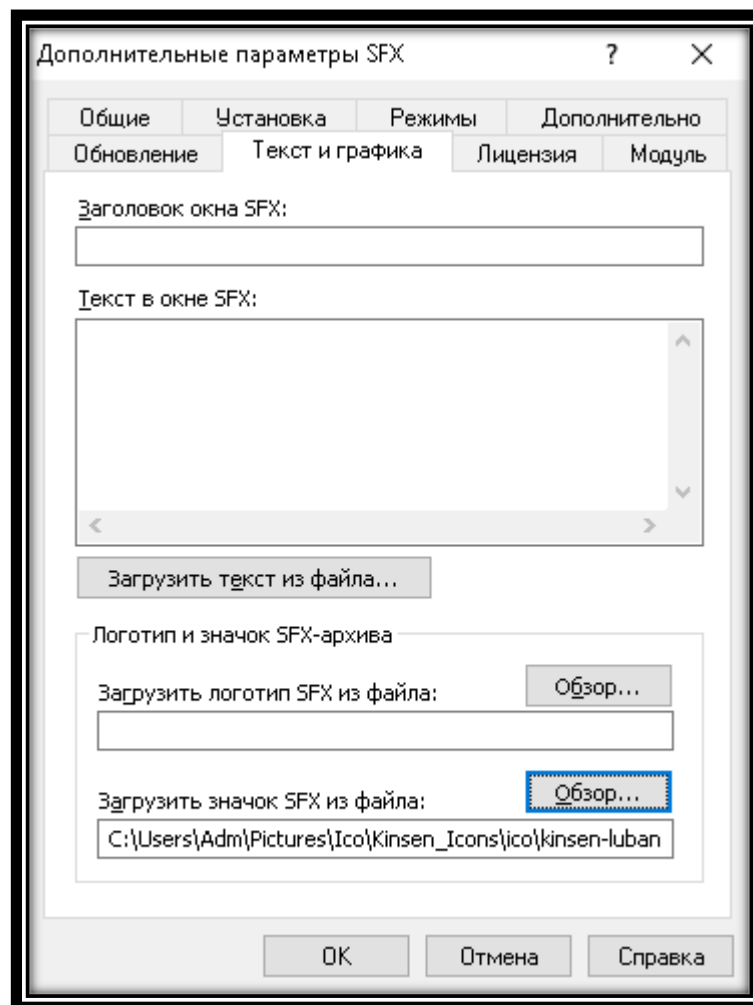 Дополнительные параметры SFX ?
Общие Установка Режимы Дополнительно
Обновление Текст и графика Лицензия Модуль
Заголовок окна SFX:
Текст в окне SFX:
Загрузить текст из файла...
Логотип и значок SFX-архива
Загрузить логотип SFX из файла: Обзор...
Загрузить значок SFX из файла: Обзор...
C:\Users\Adm\Pictures\Ico\Kinsen_Icons\ico\kinsen-luban
OK Отмена Справка